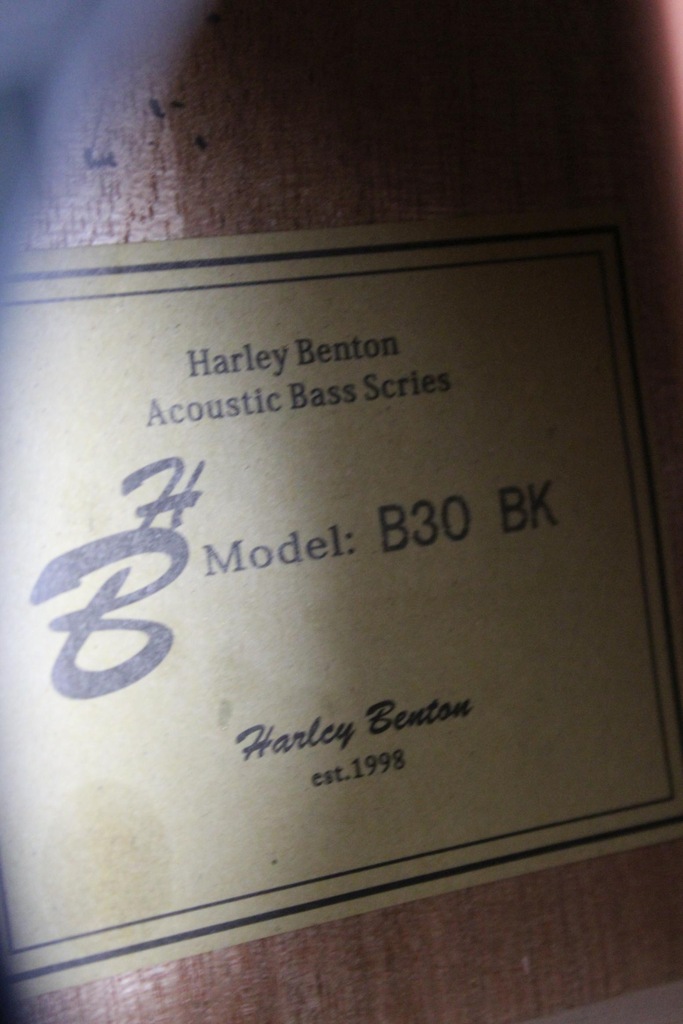 Harley Benton
Acoustic Bass Series
HB
Model: B30 BK
Harley Benton
est.1998